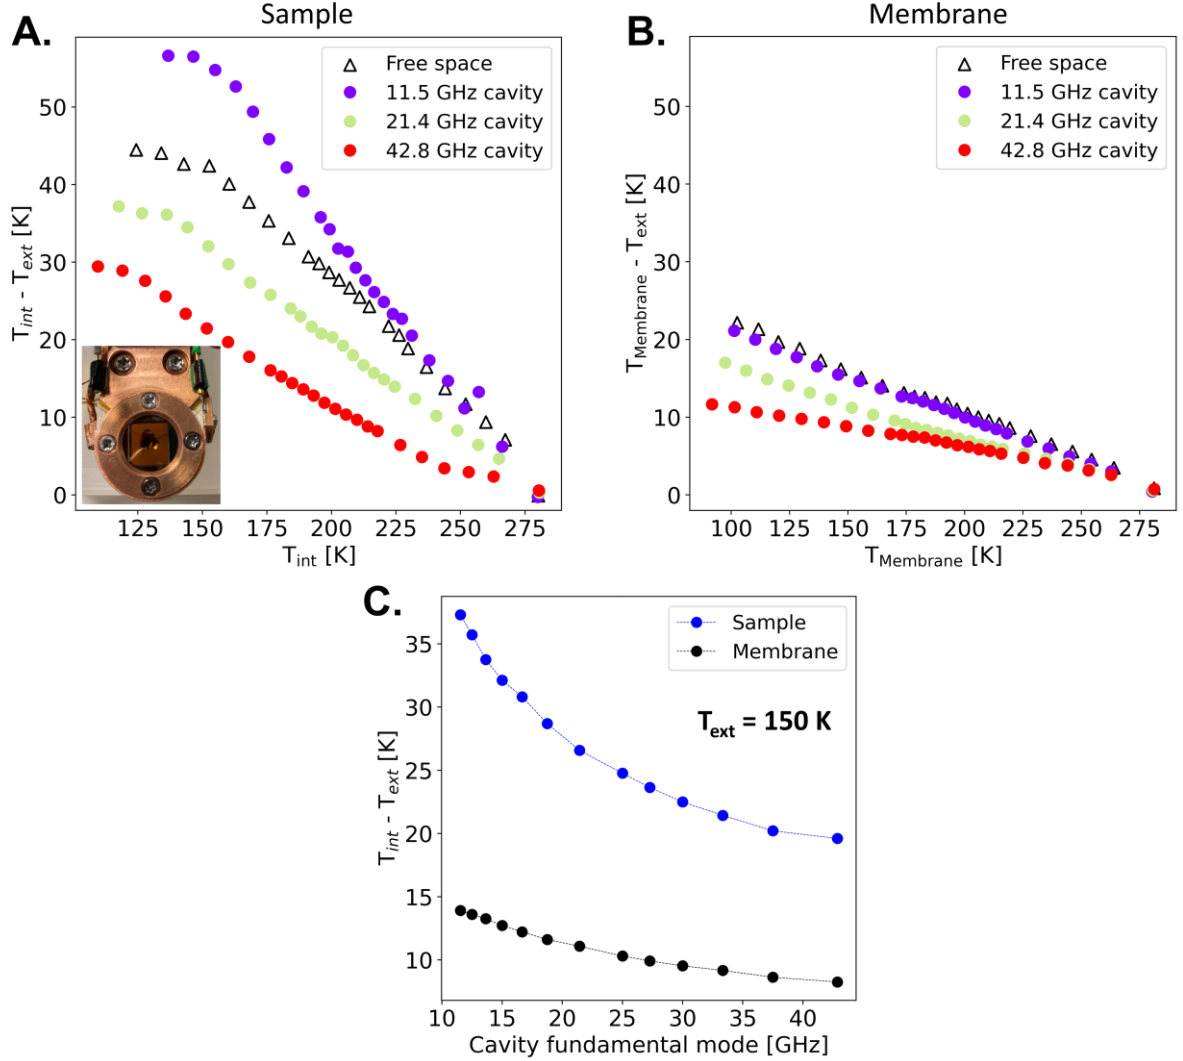 Sample
Membrane
A.
B.
Free space
11.5 GHz cavity
21.4 GHz cavity
42.8 GHz cavity
Free space
11.5 GHz cavity
21.4 GHz cavity
42.8 GHz cavity
T_int - T_ext [K]
50
40
30
20
10
0
125 150 175 200 225 250 275
T_int [K]
T_Membrane - T_ext [K]
50
40
30
20
10
0
100 125 150 175 200 225 250 275
T_Membrane [K]
C.
Sample
Membrane
T_ext = 150 K
T_int - T_ext [K]
35
30
25
20
15
10
10 15 20 25 30 35 40
Cavity fundamental mode [GHz]